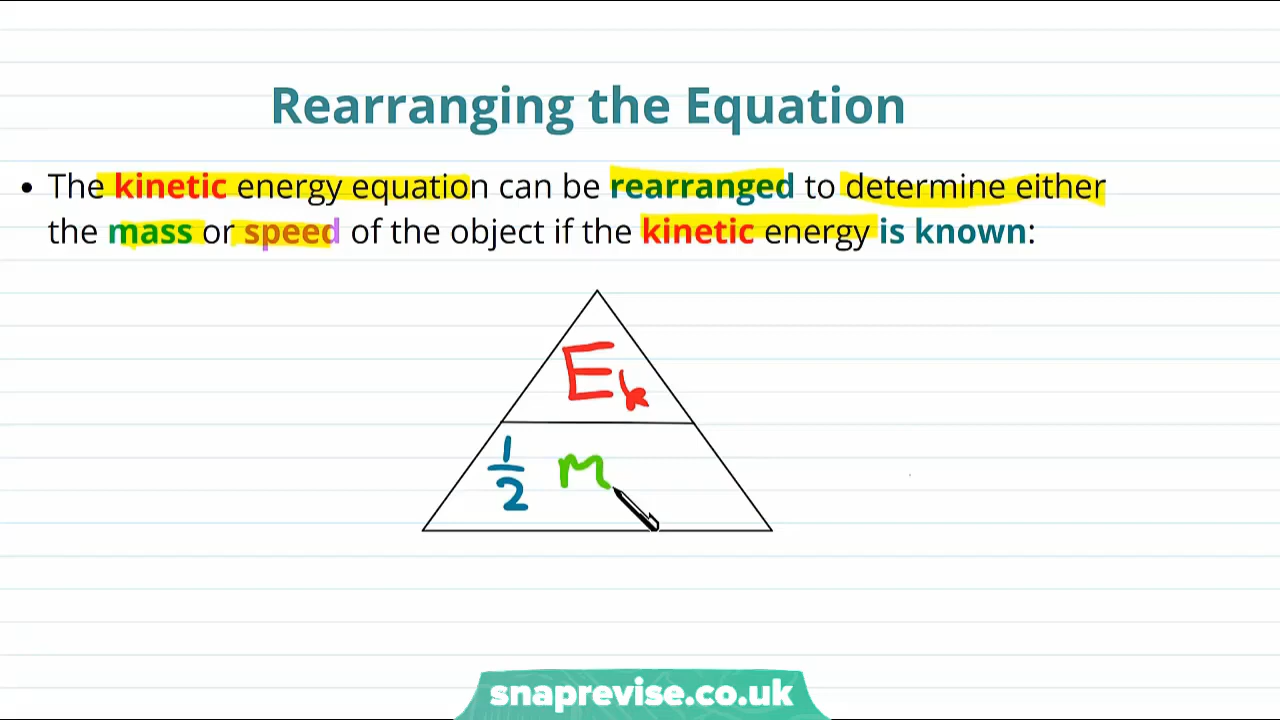 Rearranging the Equation
• The kinetic energy equation can be rearranged to determine either
the mass or speed of the object if the kinetic energy is known:
Ek
1/2 m
snaprevise.co.uk